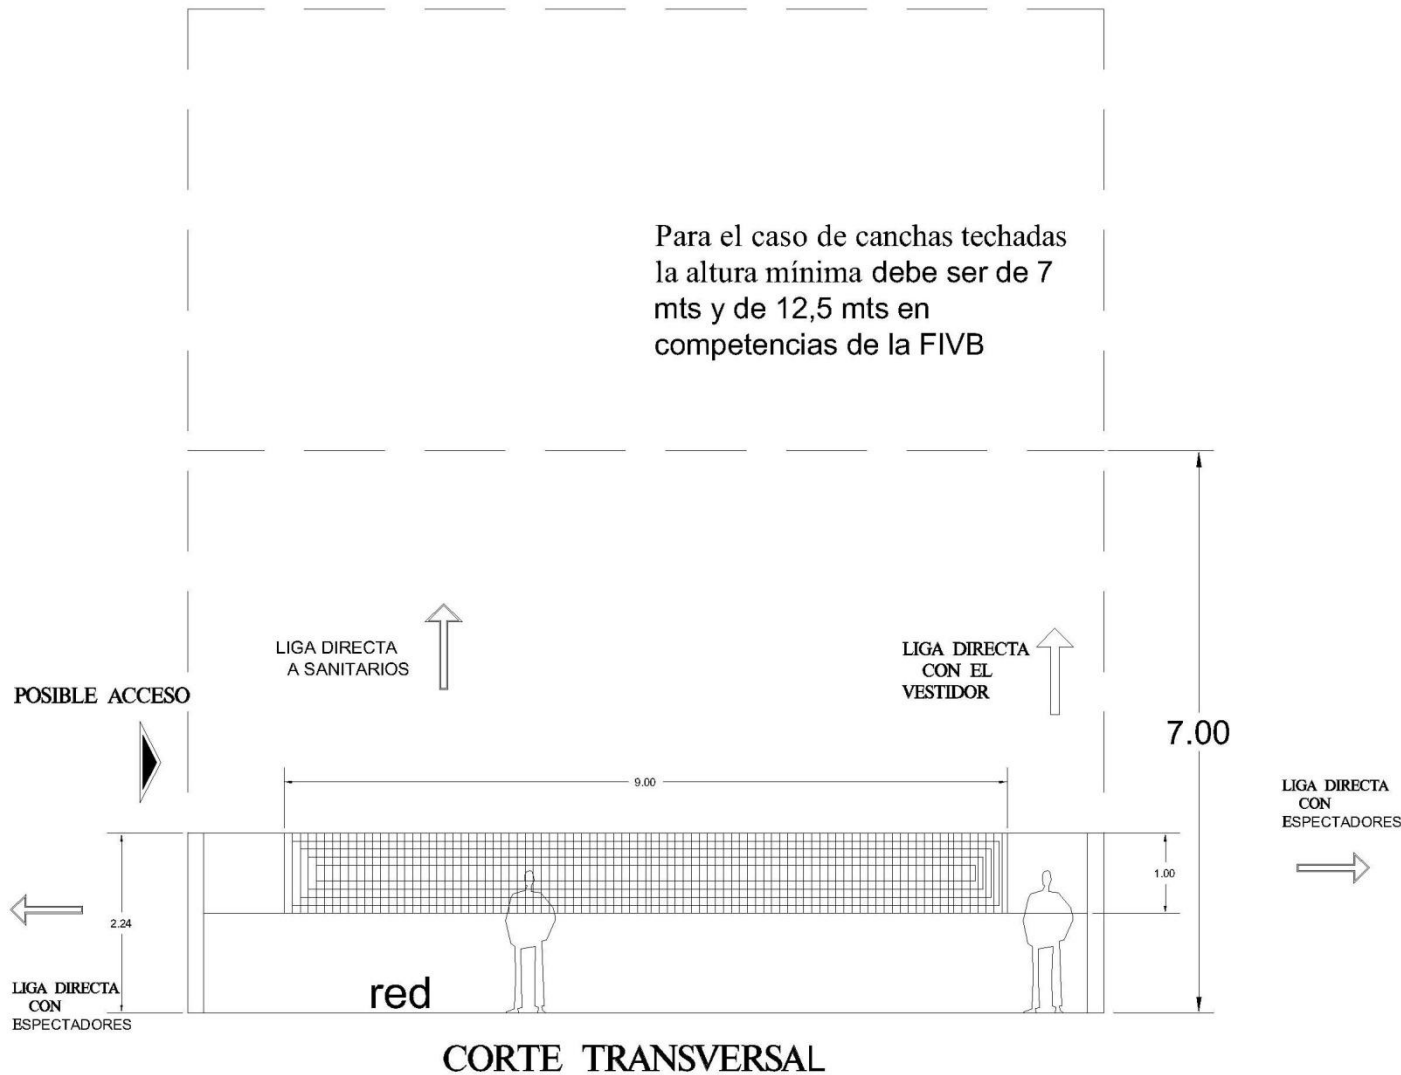 Para el caso de canchas techadas
la altura mínima debe ser de 7
mts y de 12,5 mts en
competencias de la FIVB
LIGA DIRECTA
A SANITARIOS
LIGA DIRECTA
CON EL
VESTIDOR
POSIBLE ACCESO
7.00
9.00
LIGA DIRECTA
CON
ESPECTADORES
1.00
2.24
LIGA DIRECTA
CON
ESPECTADORES
red
CORTE TRANSVERSAL